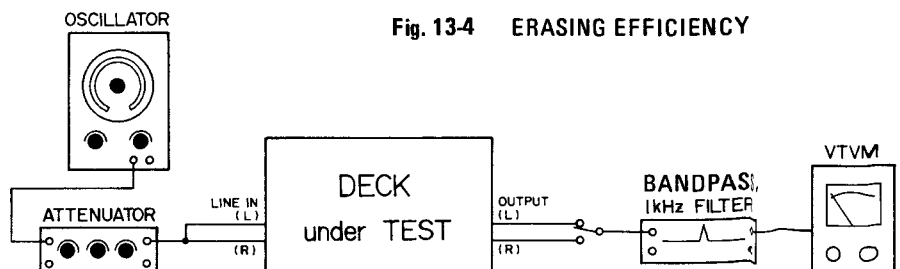 OSCILLATOR
Fig. 13-4 ERASING EFFICIENCY
VTVM
DECK
under TEST
LINE IN
(L)
(R)
OUTPUT
(L)
(R)
BANDPASS,
1kHz FILTER
ATTENUATOR